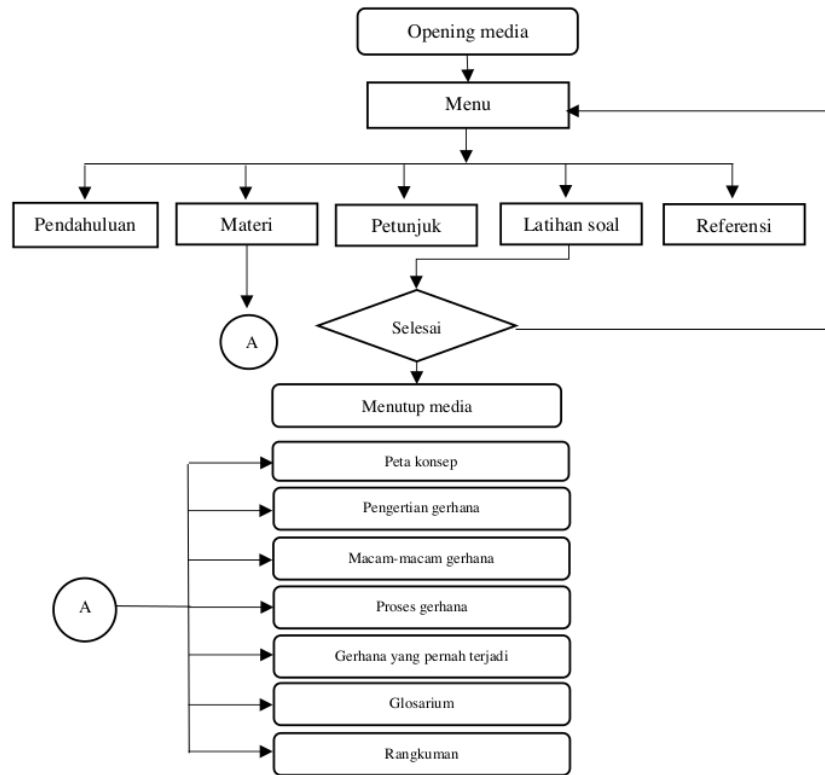 Opening media
Menu
Pendahuluan
Materi
Petunjuk
Latihan soal
Referensi
Selesai
A
Menutup media
Peta konsep
Pengertian gerhana
Macam-macam gerhana
A
Proses gerhana
Gerhana yang pernah terjadi
Glosarium
Rangkuman